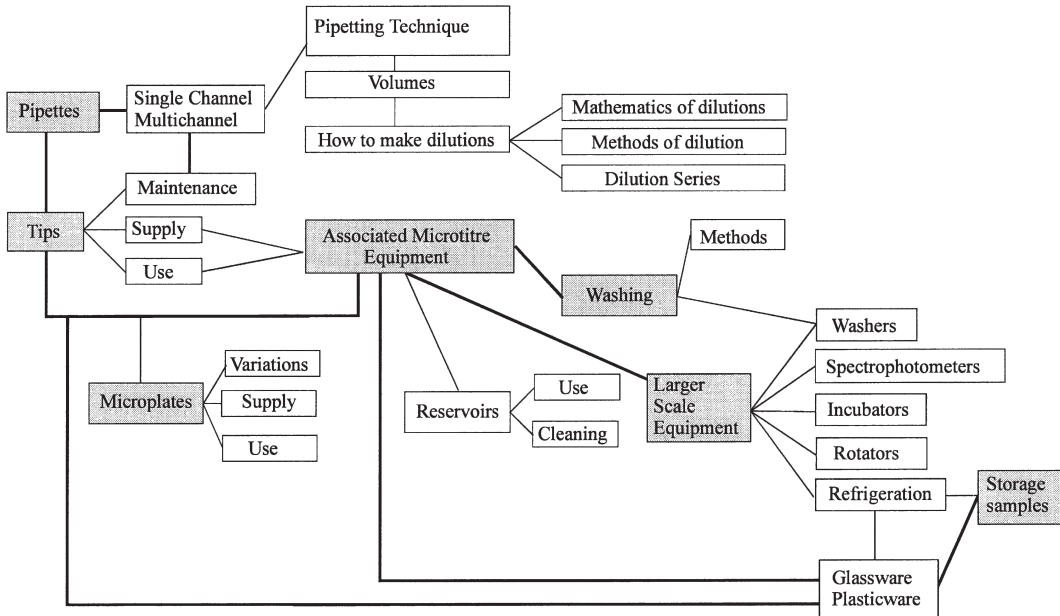 Pipetting Technique
Volumes
How to make dilutions
Mathematics of dilutions
Methods of dilution
Dilution Series
Pipettes
Single Channel
Multichannel
Maintenance
Tips
Supply
Use
Associated Microtitre
Equipment
Methods
Washing
Washers
Spectrophotometers
Incubators
Rotators
Refrigeration
Larger
Scale
Equipment
Storage
samples
Microplates
Variations
Supply
Use
Reservoirs
Use
Cleaning
Glassware
Plasticware